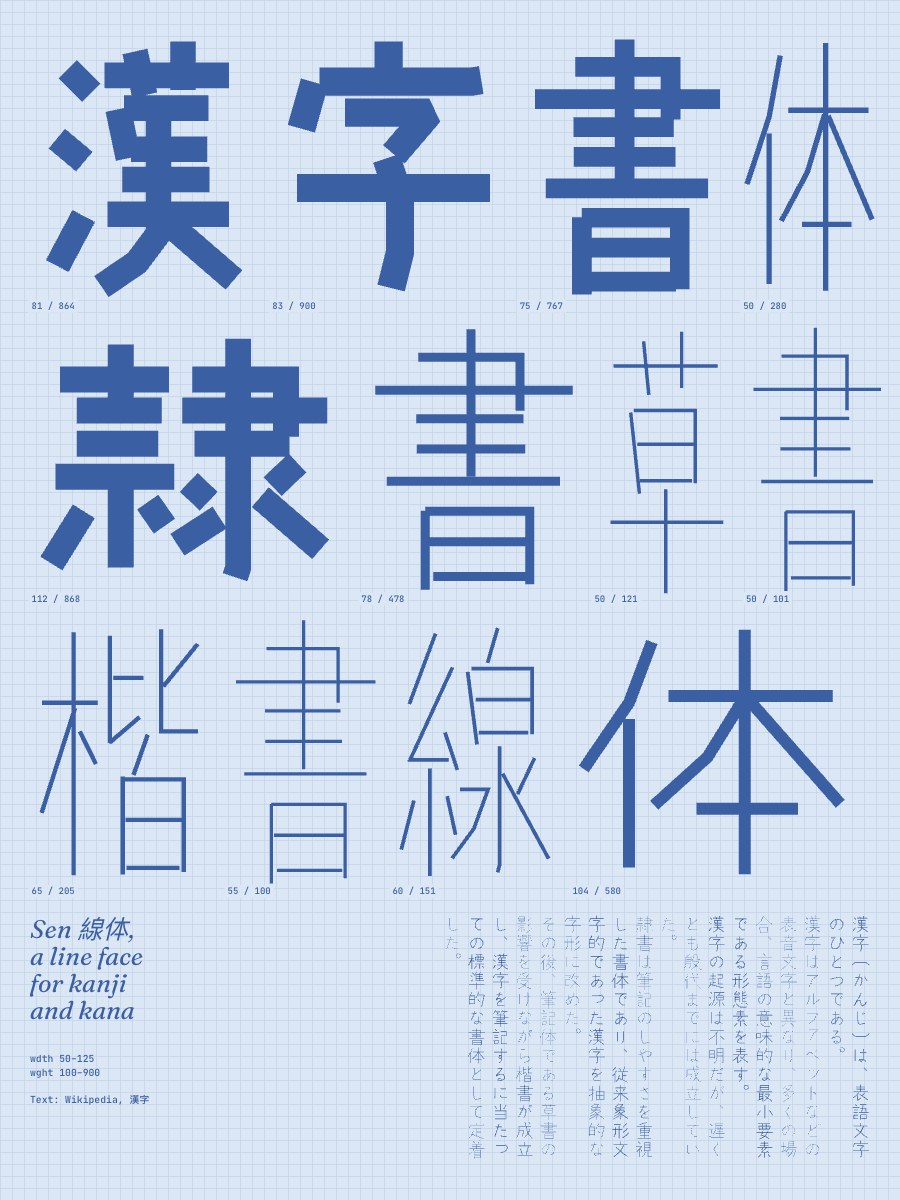 漢字書体
81 / 864
83 / 900
75 / 767
50 / 280
隷書草書
112 / 868
78 / 478
50 / 121
50 / 101
楷書線体
65 / 205
55 / 100
60 / 151
104 / 580
Sen 線体,
a line face
for kanji
and kana
wdth 50–125
wght 100–900
Text: Wikipedia, 漢字
漢字（かんじ）は、表語文字
のひとつである。
漢字はアルファベットなどの
表音文字と異なり、多くの場
合、言語の意味的な最小要素
である形態素を表す。
漢字の起源は不明だが、遅く
とも殷代までには成立してい
た。
隷書は筆記のしやすさを重視
した書体であり、従来象形文
字的であった漢字を抽象的な
字形に改めた。
その後、筆記体である草書の
影響を受けながら楷書が成立
し、漢字を筆記するに当たっ
ての標準的な書体として定着
した。